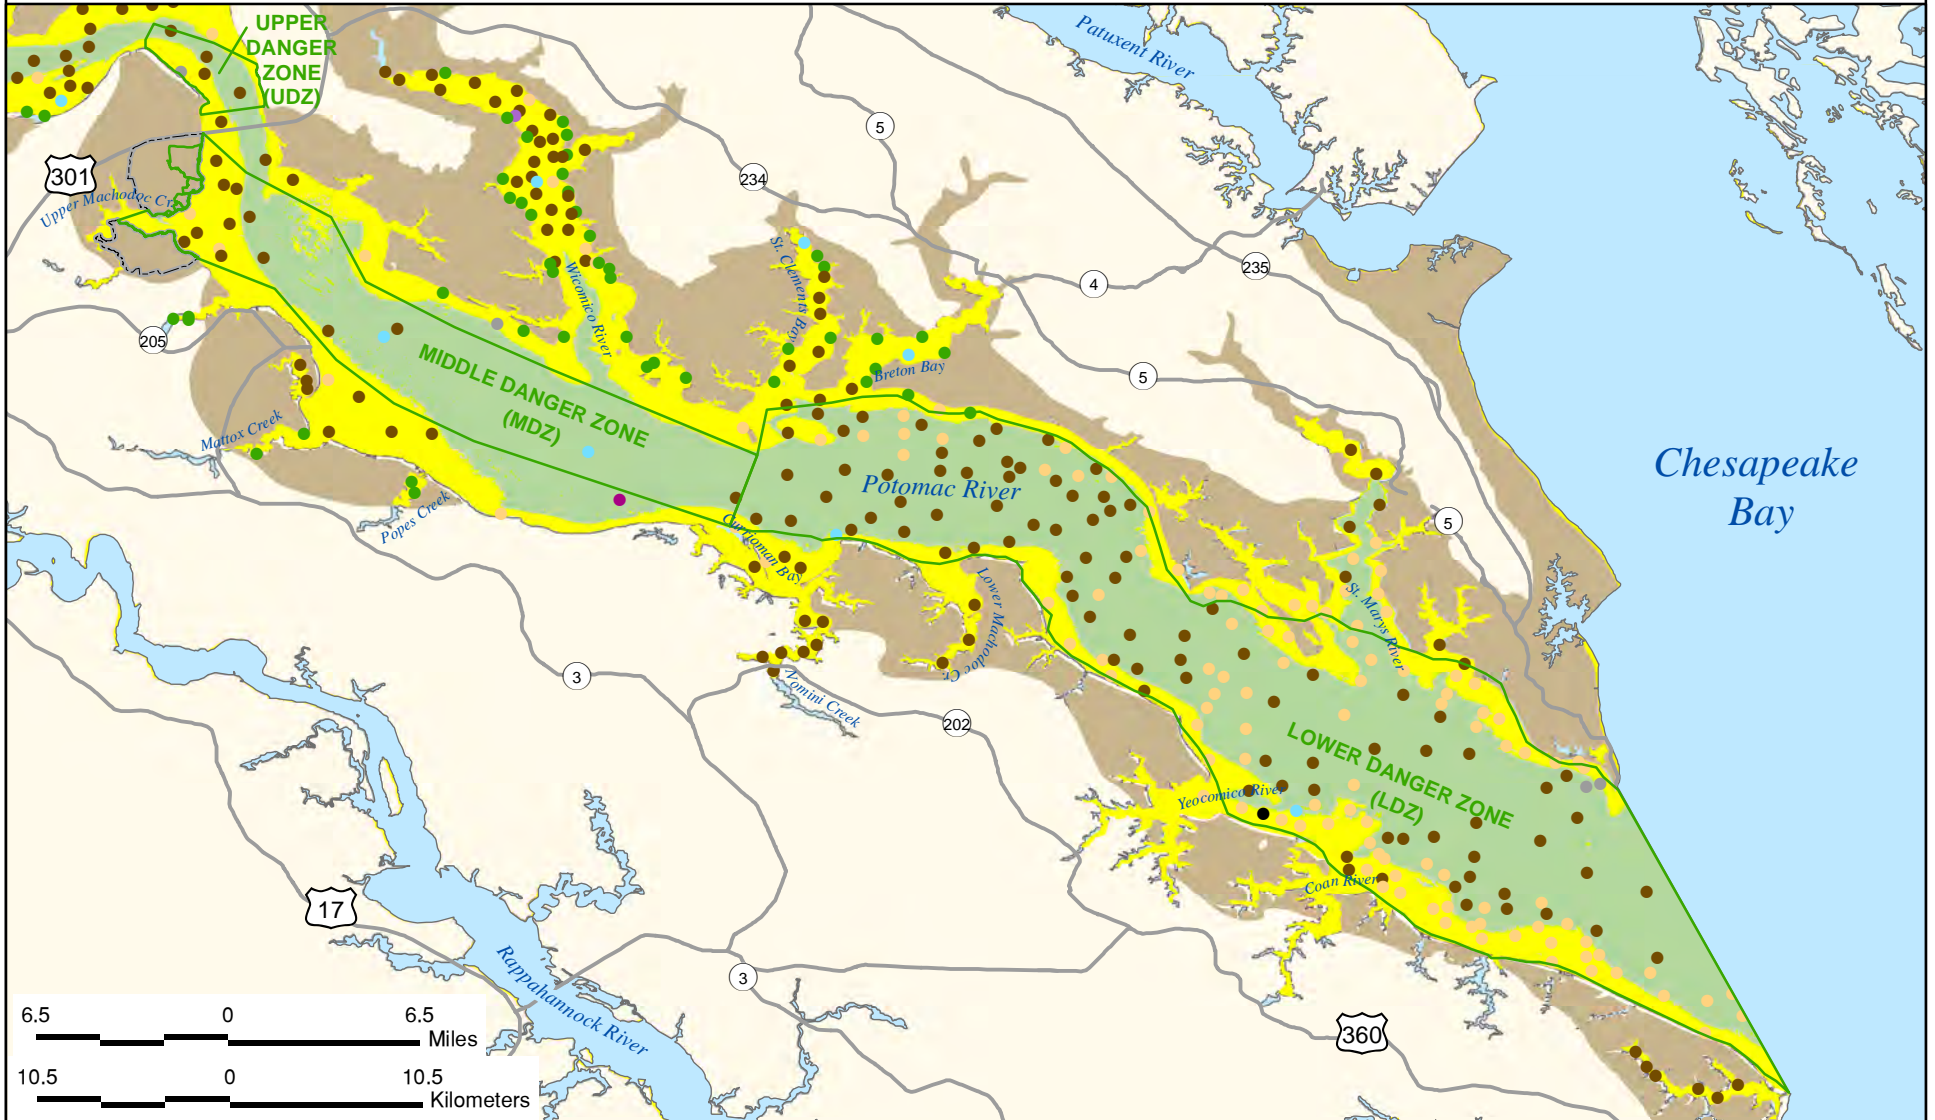 UPPER
DANGER
ZONE
(UDZ)
Patuxent River
5
301
234
Upper Machodoc Cr.
St. Clements Bay
235
4
Wicomico River
205
MIDDLE DANGER ZONE
(MDZ)
Breton Bay
5
Mattox Creek
Chesapeake
Bay
Potomac River
Popes Creek
Currioman Bay
5
Lower Machodoc Cr.
St. Marys River
3
Nomini Creek
202
LOWER DANGER ZONE
(LDZ)
Yeocomico River
Coan River
17
Rappahannock River
3
360
6.5 0 6.5
Miles
10.5 0 10.5
Kilometers